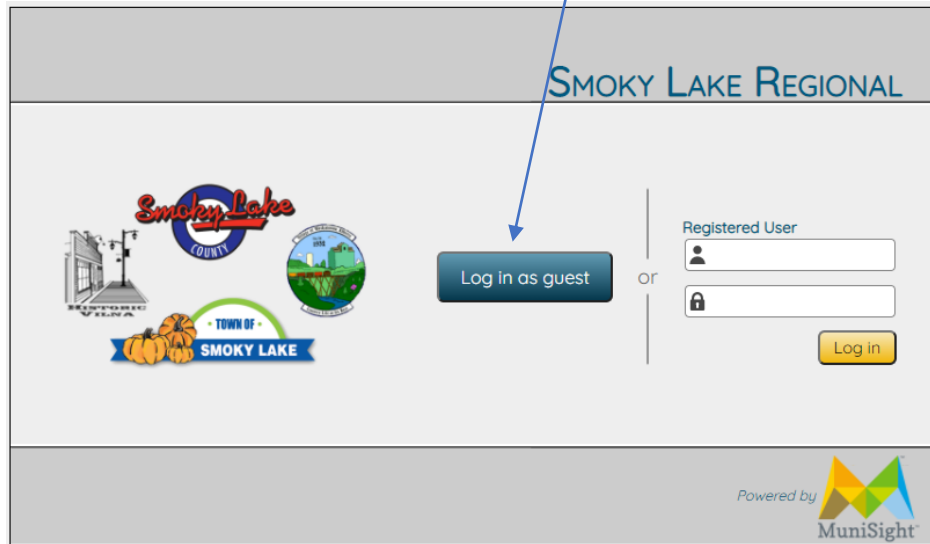 SMOKY LAKE REGIONAL
Smoky Lake
COUNTY
HISTORIC
VILNA
TOWN OF
SMOKY LAKE
Log in as guest
or
Registered User
Log in
Powered by
MuniSight